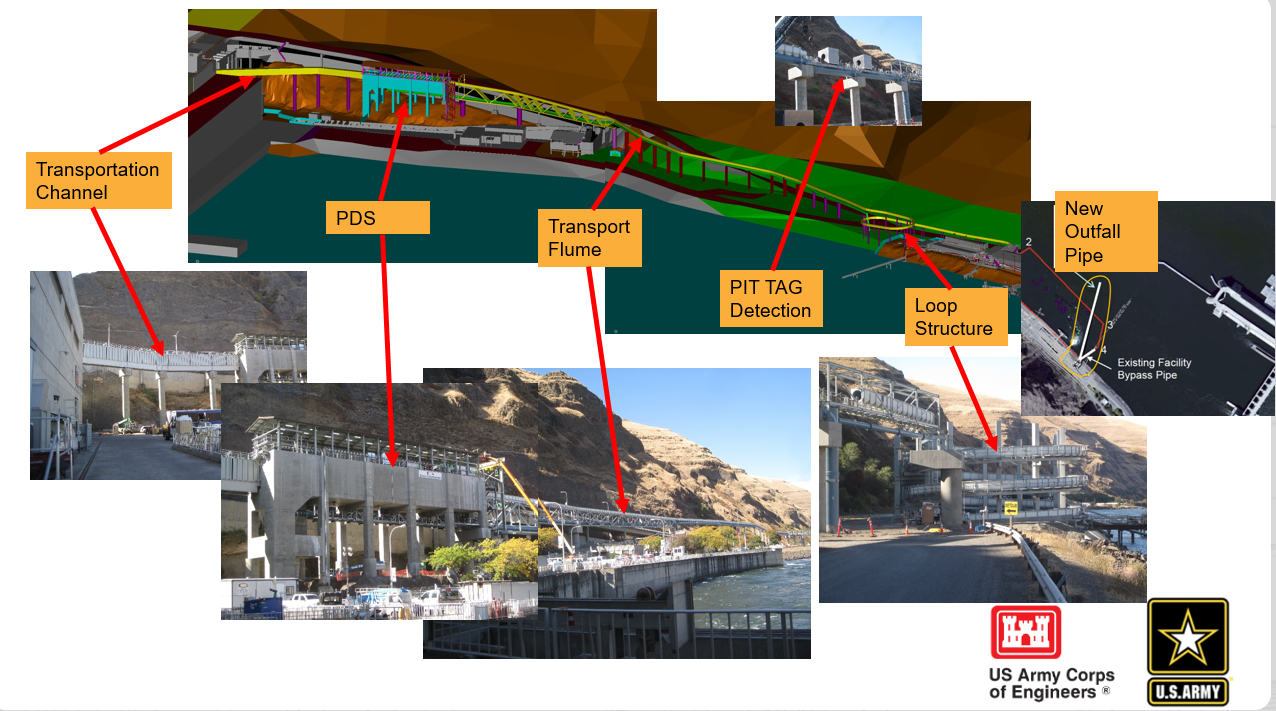 Transportation
Channel
PDS
Transport
Flume
PIT TAG
Detection
Loop
Structure
New
Outfall
Pipe
2
3
4
Existing Facility
Bypass Pipe
US Army Corps
of Engineers ®
U.S.ARMY